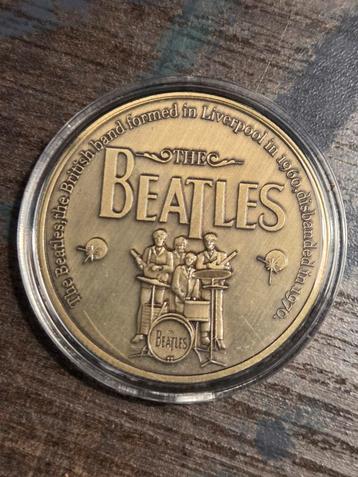 The Beatles,the British band formed in Liverpool in 1960,disbanded in 1970.
THE
BEATLES
THE
BEATLES